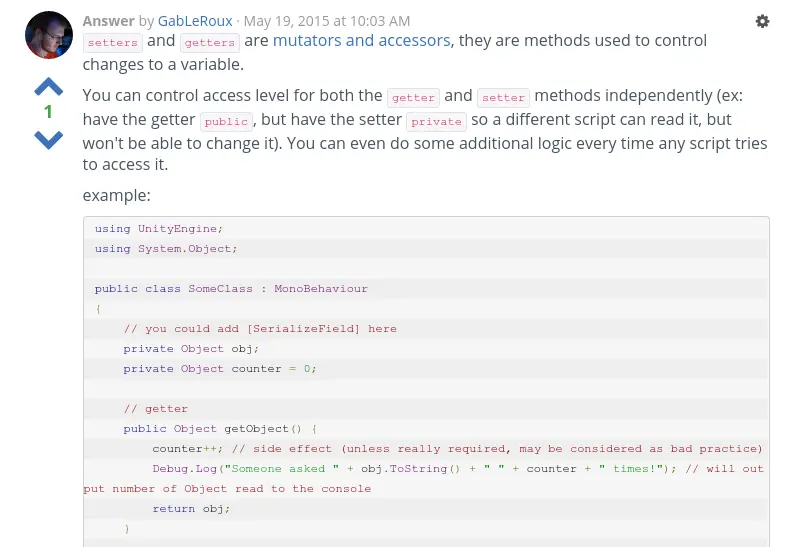 Answer by GabLeRoux · May 19, 2015 at 10:03 AM
setters and getters are mutators and accessors, they are methods used to control
changes to a variable.
1
You can control access level for both the getter and setter methods independently (ex:
have the getter public, but have the setter private so a different script can read it, but
won't be able to change it). You can even do some additional logic every time any script tries
to access it.
example:
using UnityEngine;
using System.Object;
public class SomeClass : MonoBehaviour
{
// you could add [SerializeField] here
private Object obj;
private Object counter = 0;
// getter
public Object getObject() {
counter++; // side effect (unless really required, may be considered as bad practice)
Debug.Log("Someone asked " + obj.ToString() + " " + counter + " times!"); // will out
put number of Object read to the console
return obj;
}